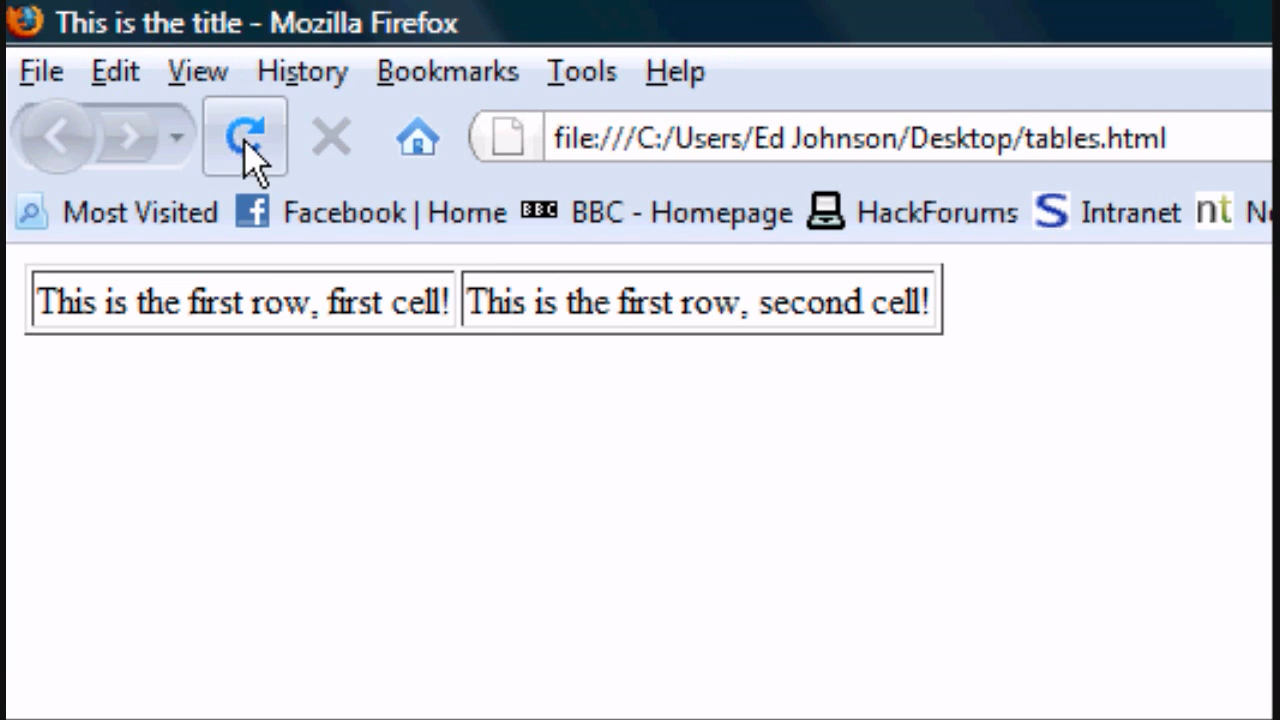 This is the title - Mozilla Firefox
File Edit View History Bookmarks Tools Help
file:///C:/Users/Ed Johnson/Desktop/tables.html
Most Visited Facebook | Home BBC BBC - Homepage HackForums S Intranet nt
This is the first row, first cell! This is the first row, second cell!